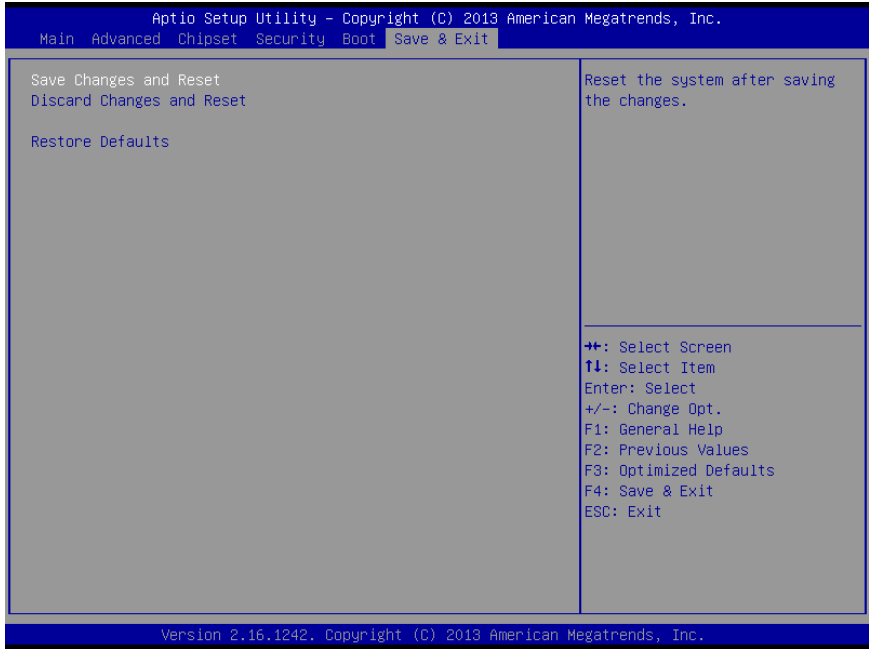 Aptio Setup Utility – Copyright (C) 2013 American Megatrends, Inc.
Main Advanced Chipset Security Boot Save & Exit
Save Changes and Reset
Discard Changes and Reset
Restore Defaults
Reset the system after saving
the changes.
→←: Select Screen
↑↓: Select Item
Enter: Select
+/-: Change Opt.
F1: General Help
F2: Previous Values
F3: Optimized Defaults
F4: Save & Exit
ESC: Exit
Version 2.16.1242. Copyright (C) 2013 American Megatrends, Inc.